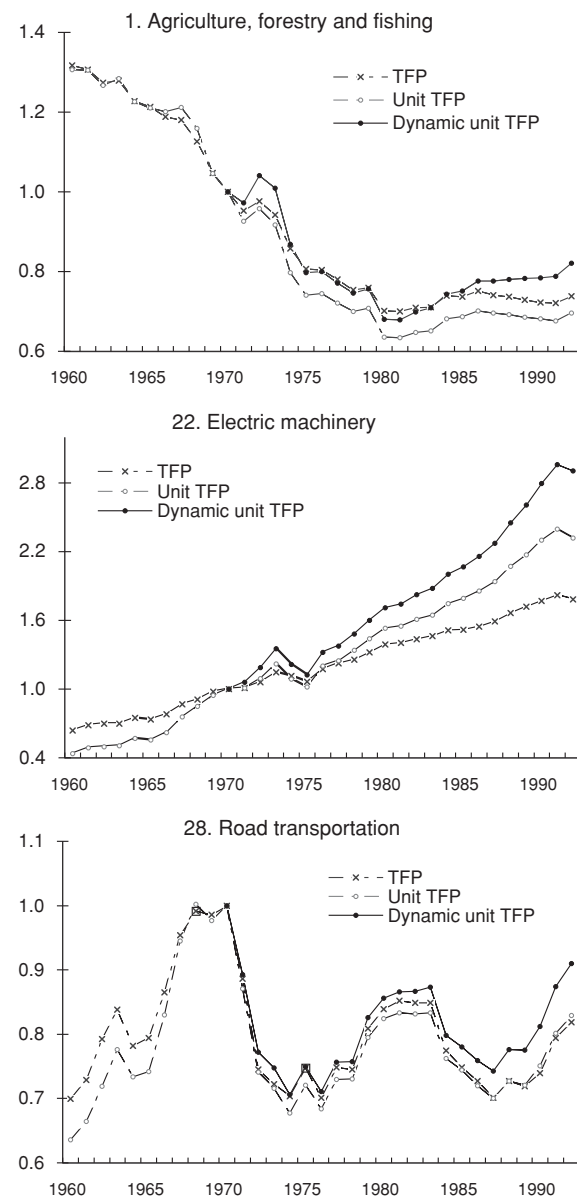 1. Agriculture, forestry and fishing
1.4
TFP
Unit TFP
Dynamic unit TFP
1.2
1.0
0.8
0.6
1960 1965 1970 1975 1980 1985 1990
22. Electric machinery
TFP
Unit TFP
Dynamic unit TFP
2.8
2.2
1.6
1.0
0.4
1960 1965 1970 1975 1980 1985 1990
28. Road transportation
1.1
TFP
Unit TFP
Dynamic unit TFP
1.0
0.9
0.8
0.7
0.6
1960 1965 1970 1975 1980 1985 1990